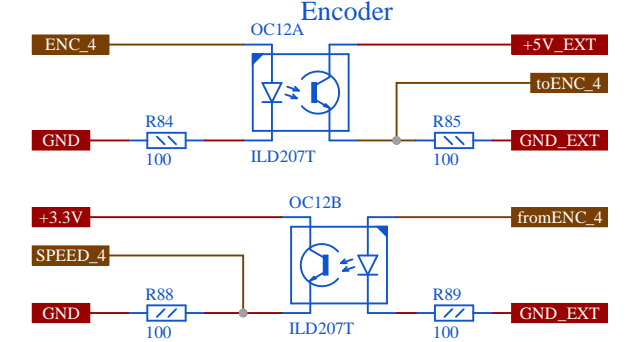 Encoder
OC12A
ENC_4
+5V_EXT
toENC_4
R84
R85
GND
GND_EXT
100
ILD207T
100
OC12B
+3.3V
fromENC_4
SPEED_4
R88
R89
GND
GND_EXT
100
ILD207T
100